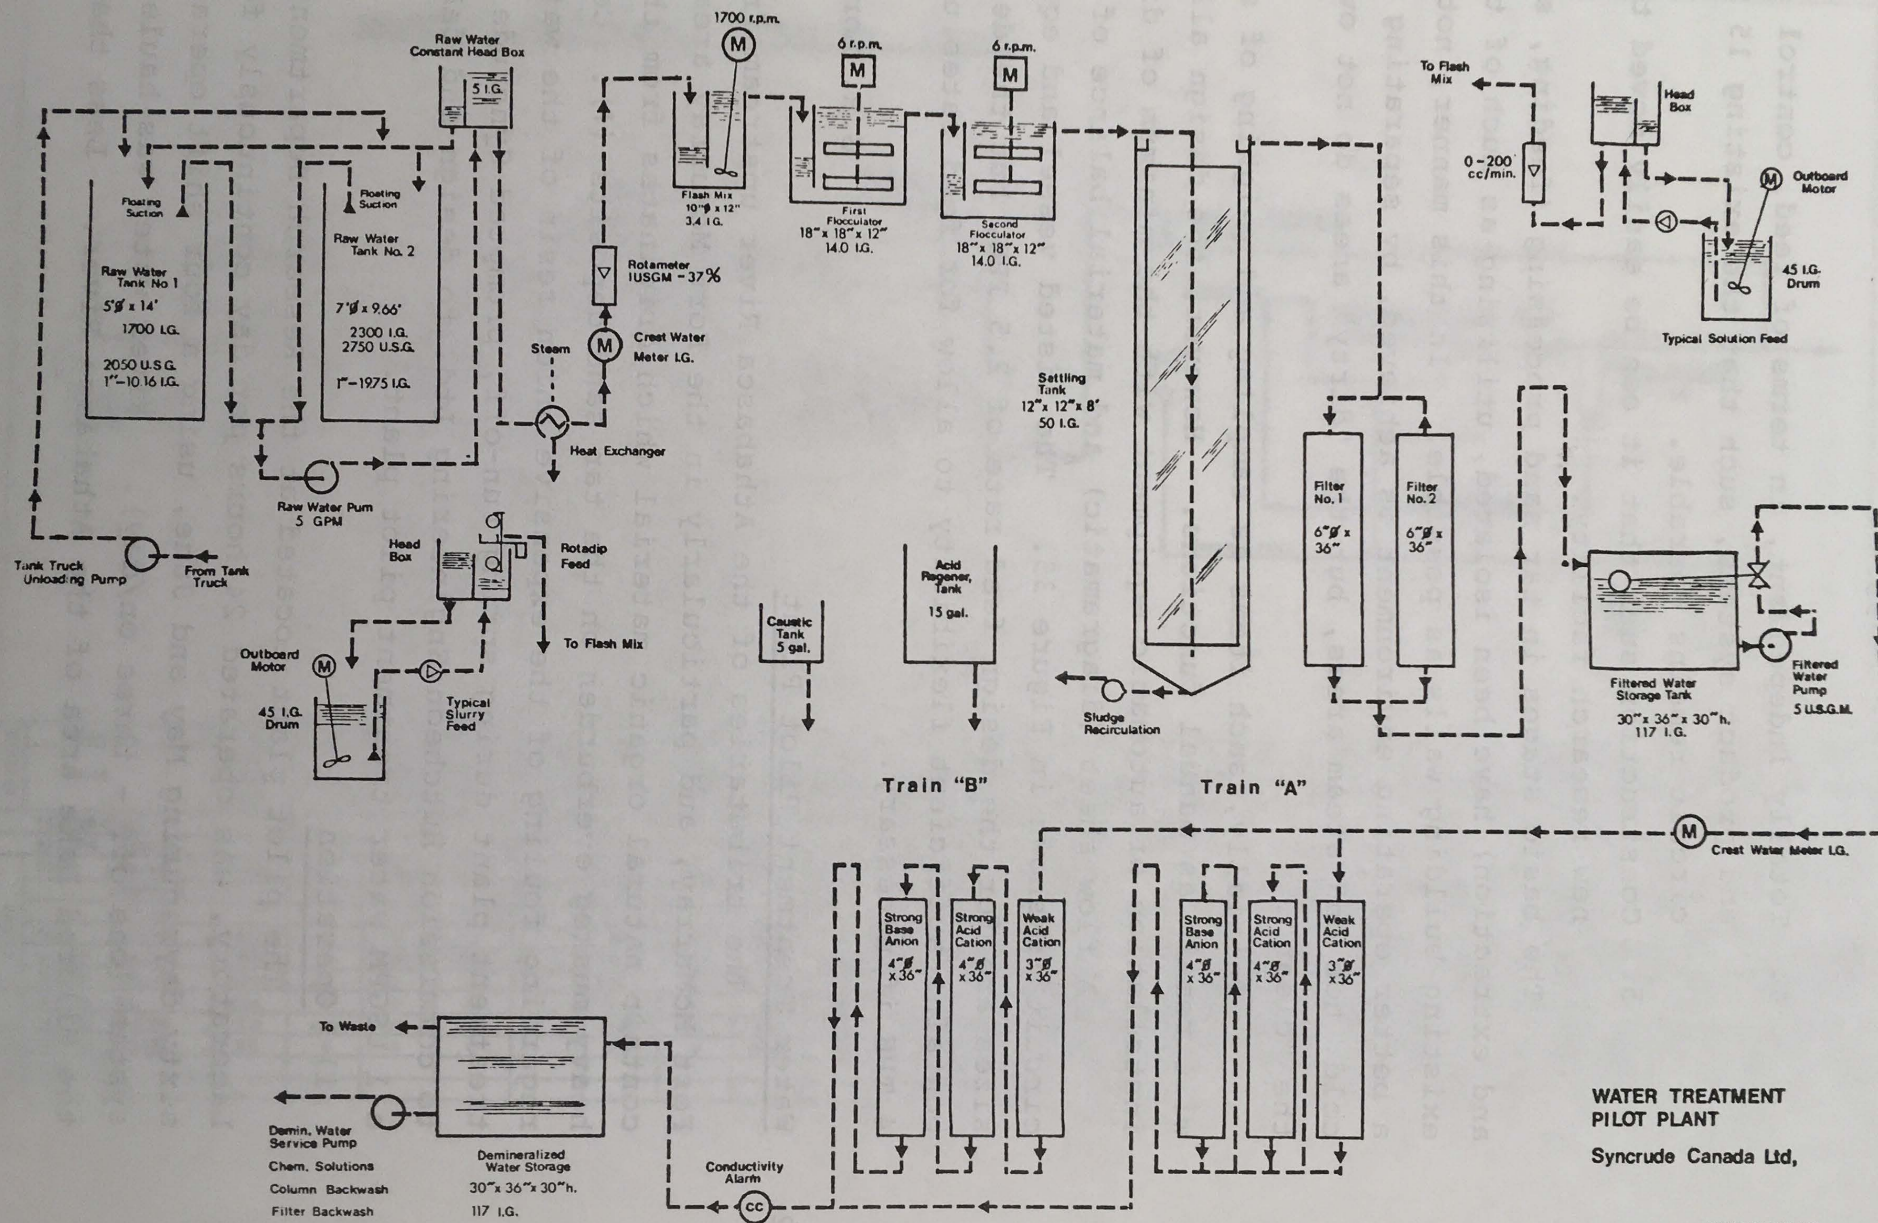 1700 r.p.m.
Raw Water
Constant Head Box
5 I.G.
M
6 r.p.m.
M
6 r.p.m.
M
Flash Mix
10"Ø x 12"
3.4 I.G.
First
Flocculator
18" x 18" x 12"
14.0 I.G.
Second
Flocculator
18" x 18" x 12"
14.0 I.G.
To Flash
Mix
Head
Box
0-200
cc/min.
M
Outboard
Motor
45 I.G.
Drum
Typical Solution Feed
Floating
Suction
Raw Water
Tank No 1
5'Ø x 14'
1700 I.G.
2050 U.S.G.
1"-10.16 I.G.
Floating
Suction
Raw Water
Tank No. 2
7'Ø x 9.66'
2300 I.G.
2750 U.S.G.
1"-19.75 I.G.
Rotameter
1USGM-37%
M
Crest Water
Meter I.G.
Steam
Heat Exchanger
Raw Water Pum
5 GPM
Tank Truck
Unloading Pump
From Tank
Truck
Head
Box
Rotadip
Feed
To Flash Mix
Outboard
Motor
M
45 I.G.
Drum
Typical
Slurry
Feed
Settling
Tank
12" x 12" x 8'
50 I.G.
Caustic
Tank
5 gal.
Acid
Regener.
Tank
15 gal.
Sludge
Recirculation
Filter
No. 1
6"Ø x
36"
Filter
No. 2
6"Ø x
36"
Filtered Water
Storage Tank
30" x 36" x 30"h.
117 I.G.
Filtered
Water
Pump
5 U.S.G.M.
Train "B"
Train "A"
M
Crest Water Meter I.G.
Strong
Base
Anion
4"Ø
x 36"
Strong
Acid
Cation
4"Ø
x 36"
Weak
Acid
Cation
3"Ø
x 36"
Strong
Base
Anion
4"Ø
x 36"
Strong
Acid
Cation
4"Ø
x 36"
Weak
Acid
Cation
3"Ø
x 36"
To Waste
Demin. Water
Service Pump
Chem. Solutions
Column Backwash
Filter Backwash
Demineralized
Water Storage
30" x 36" x 30"h.
117 I.G.
Conductivity
Alarm
CC
WATER TREATMENT
PILOT PLANT
Syncrude Canada Ltd,